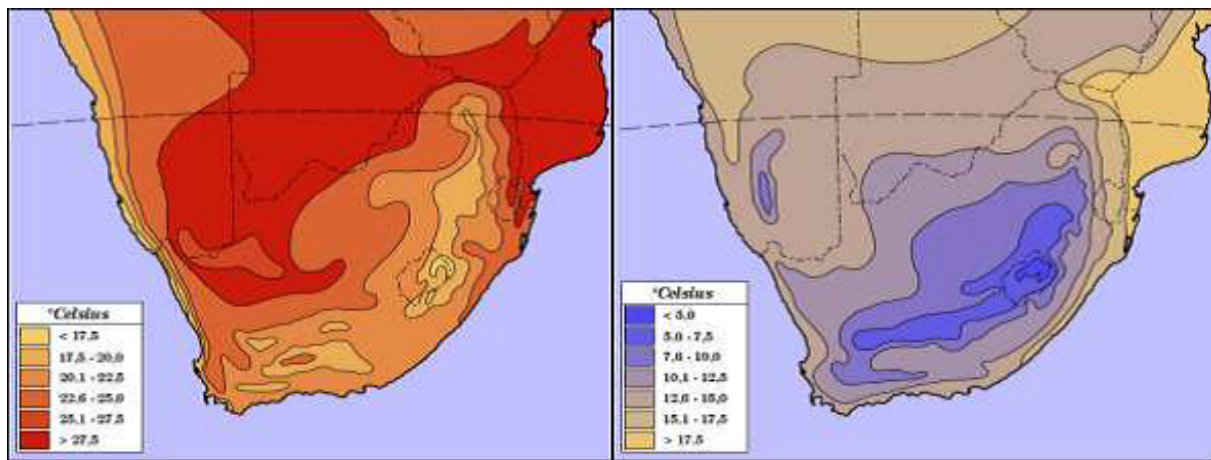 °Celsius
< 17,5
17,5 - 20,0
20,1 - 22,5
22,6 - 25,0
25,1 - 27,5
> 27,5
°Celsius
< 5,0
5,0 - 7,5
7,6 - 10,0
10,1 - 12,5
12,6 - 15,0
15,1 - 17,5
> 17,5